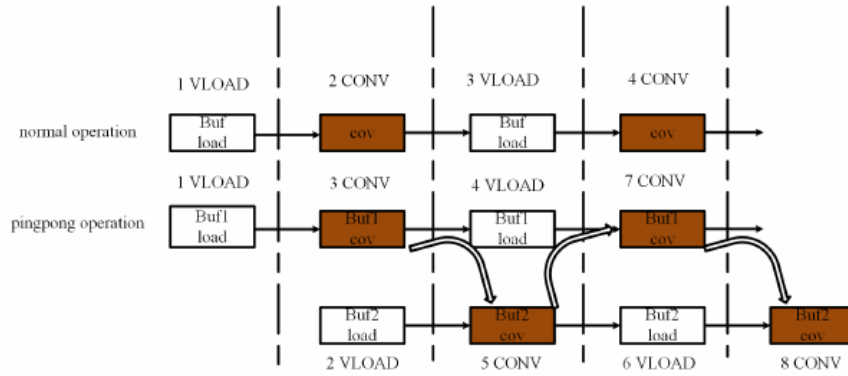 1 VLOAD
2 CONV
3 VLOAD
4 CONV
normal operation
Buf
load
cov
Buf
load
cov
1 VLOAD
3 CONV
4 VLOAD
7 CONV
pingpong operation
Buf1
load
Buf1
cov
Buf1
load
Buf1
cov
Buf2
load
Buf2
cov
Buf2
load
Buf2
cov
2 VLOAD
5 CONV
6 VLOAD
8 CONV